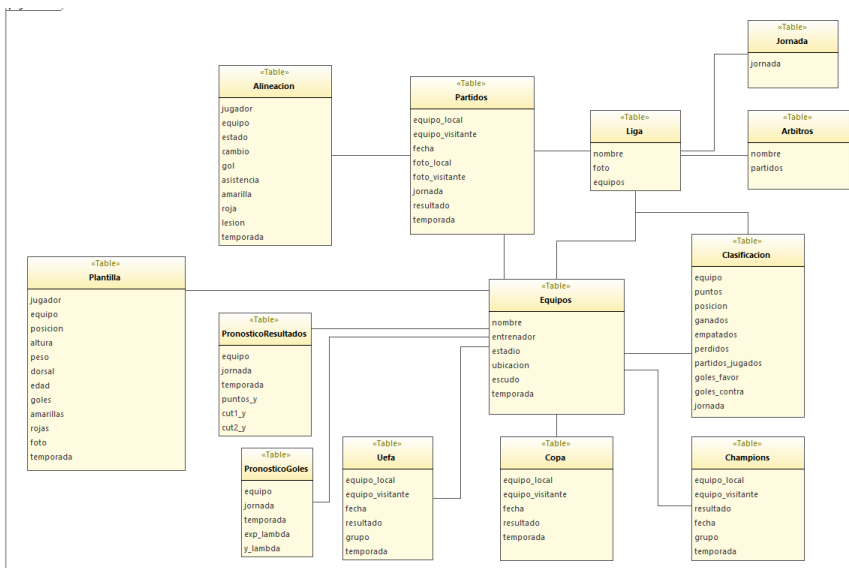 «Table»
Jornada
jornada
«Table»
Alineacion
jugador
equipo
estado
cambio
gol
asistencia
amarilla
roja
lesion
temporada
«Table»
Partidos
equipo_local
equipo_visitante
fecha
foto_local
foto_visitante
jornada
resultado
temporada
«Table»
Liga
nombre
foto
equipos
«Table»
Arbitros
nombre
partidos
«Table»
Clasificacion
equipo
puntos
posicion
ganados
empatados
perdidos
partidos_jugados
goles_favor
goles_contra
jornada
«Table»
Plantilla
jugador
equipo
posicion
altura
peso
dorsal
edad
goles
amarillas
rojas
foto
temporada
«Table»
Equipos
nombre
entrenador
estadio
ubicacion
escudo
temporada
«Table»
PronosticoResultados
equipo
jornada
temporada
puntos_y
cut1_y
cut2_y
«Table»
PronosticoGoles
equipo
jornada
temporada
exp_lambda
y_lambda
«Table»
Uefa
equipo_local
equipo_visitante
fecha
resultado
grupo
temporada
«Table»
Copa
equipo_local
equipo_visitante
fecha
resultado
temporada
«Table»
Champions
equipo_local
equipo_visitante
resultado
fecha
grupo
temporada